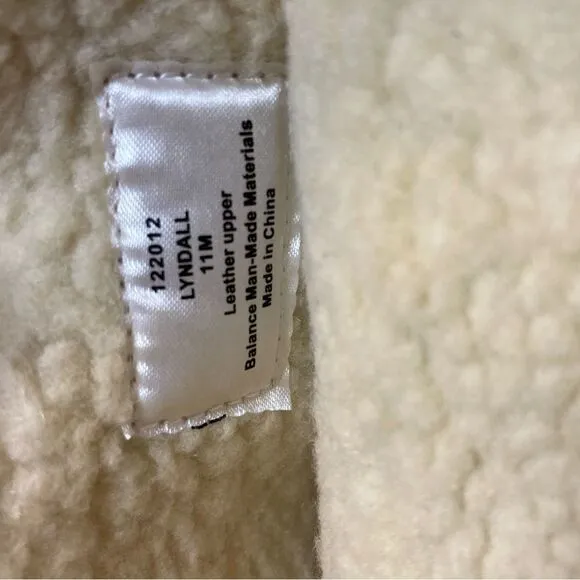 122012
LYNDALL
11M
Leather upper
Balance Man-Made Materials
Made in China